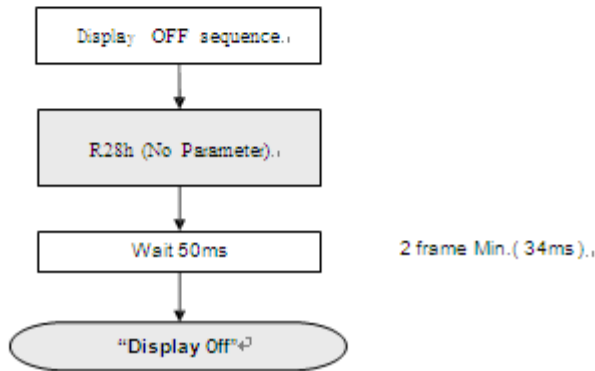 Display OFF sequence.
R28h (No Parameter).
Wait 50ms
2 frame Min.( 34ms).
“Display Off”↵